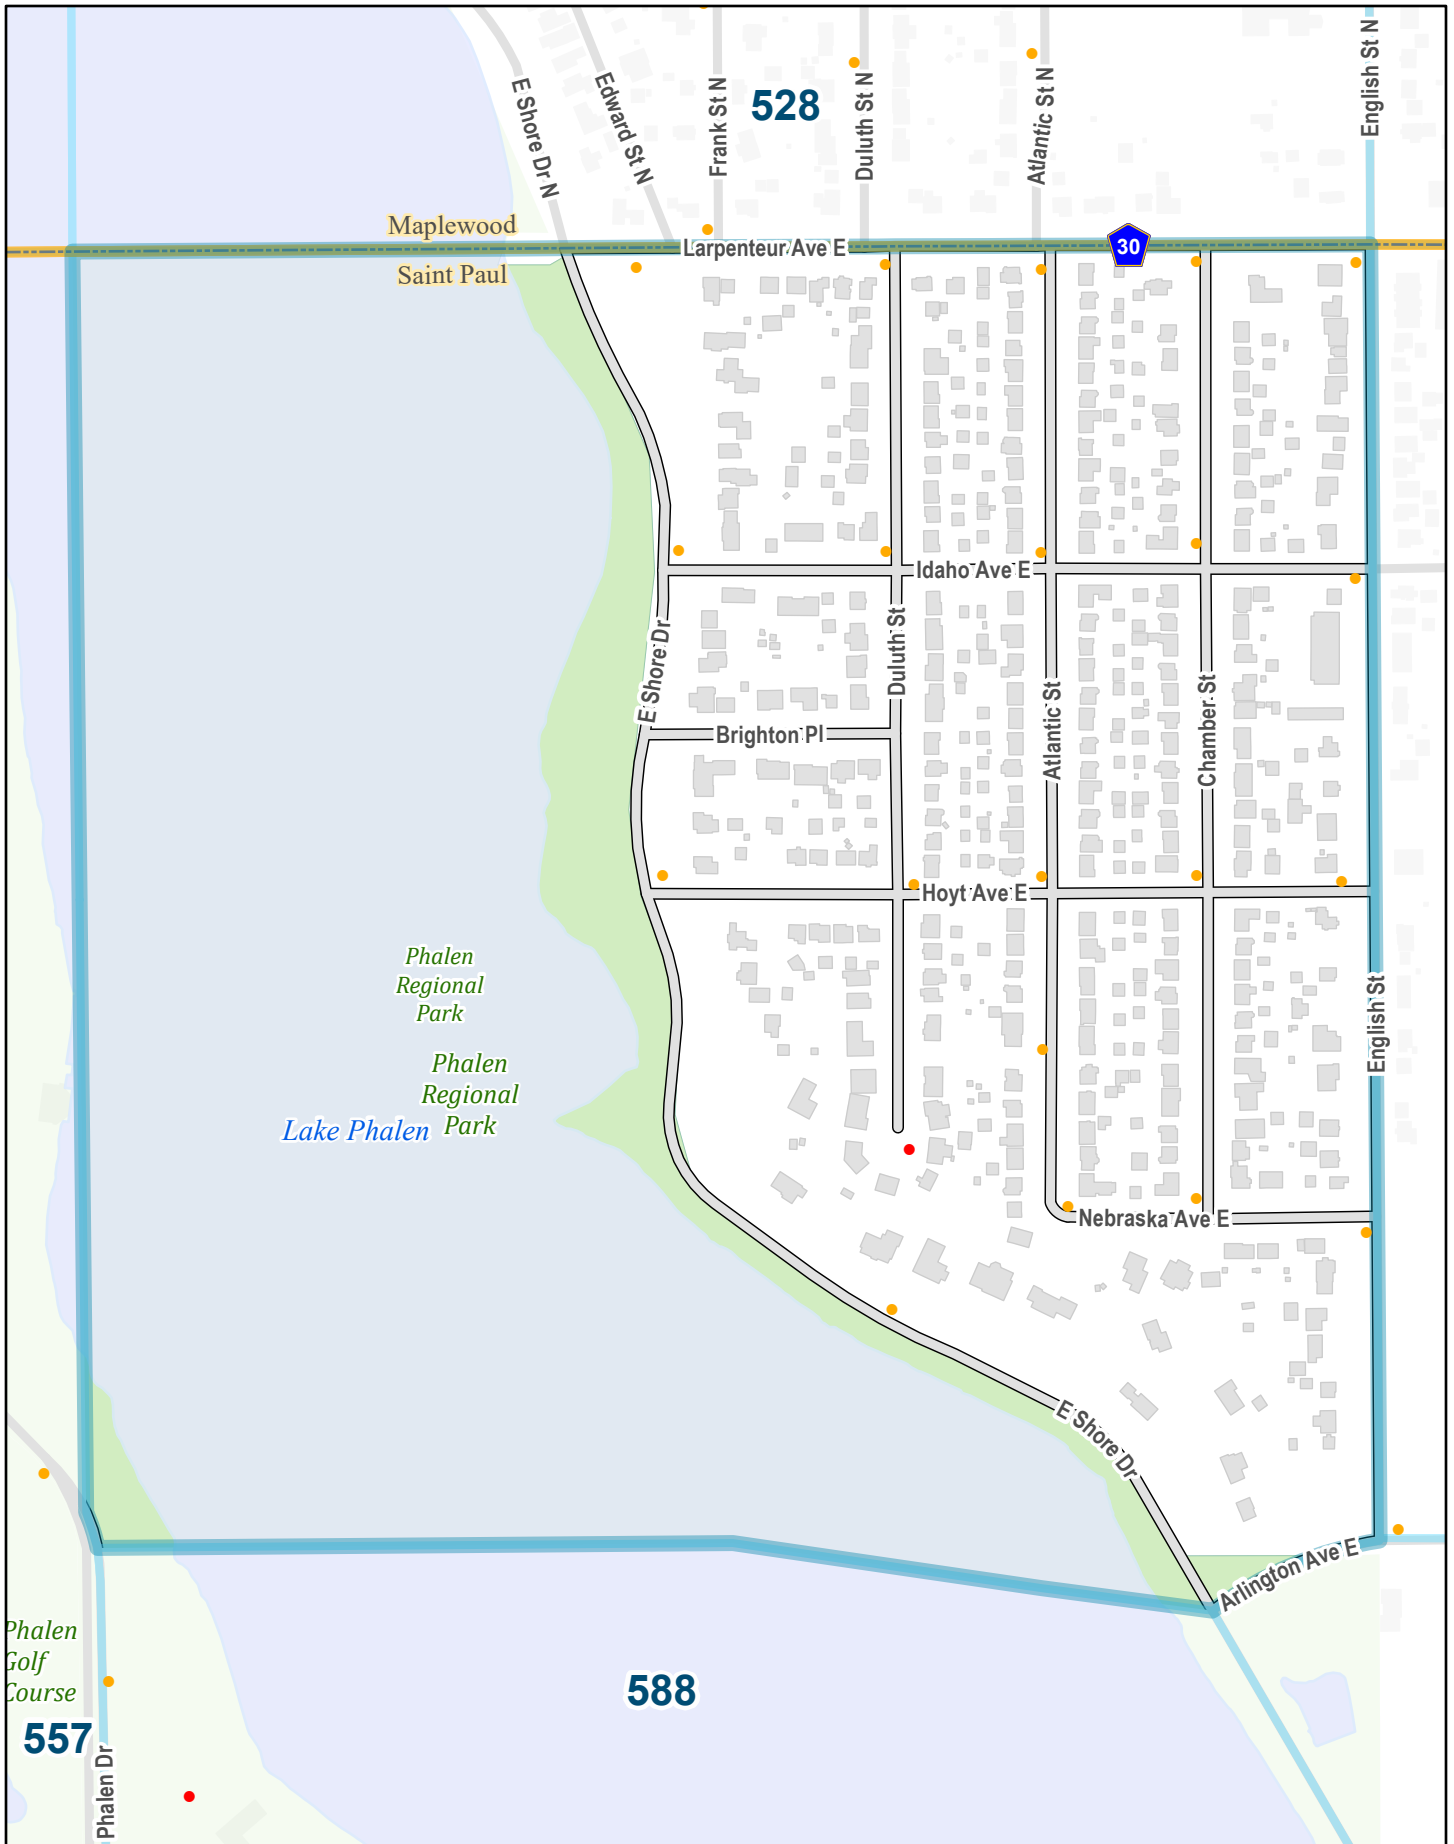 E Shore Dr N
Edward St N
Frank St N
528
Duluth St N
Atlantic St N
English St N
Maplewood
Larpenteur Ave E
30
Saint Paul
Idaho Ave E
E Shore Dr
Duluth St
Brighton Pl
Atlantic St
Chamber St
Hoyt Ave E
Phalen
Regional
Park
English St
Phalen
Regional
Park
Lake Phalen
Nebraska Ave E
E Shore Dr
Arlington Ave E
Phalen
Golf
Course
588
557
Phalen Dr